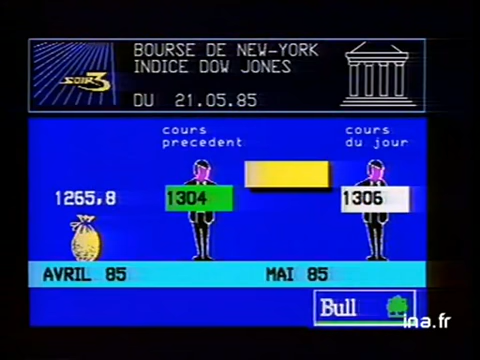 BOURSE DE NEW-YORK
INDICE DOW JONES
SOIR 3
DU 21.05.85
cours
precedent
cours
du jour
1265,8
1304
1306
AVRIL 85
MAI 85
Bull
ina.fr